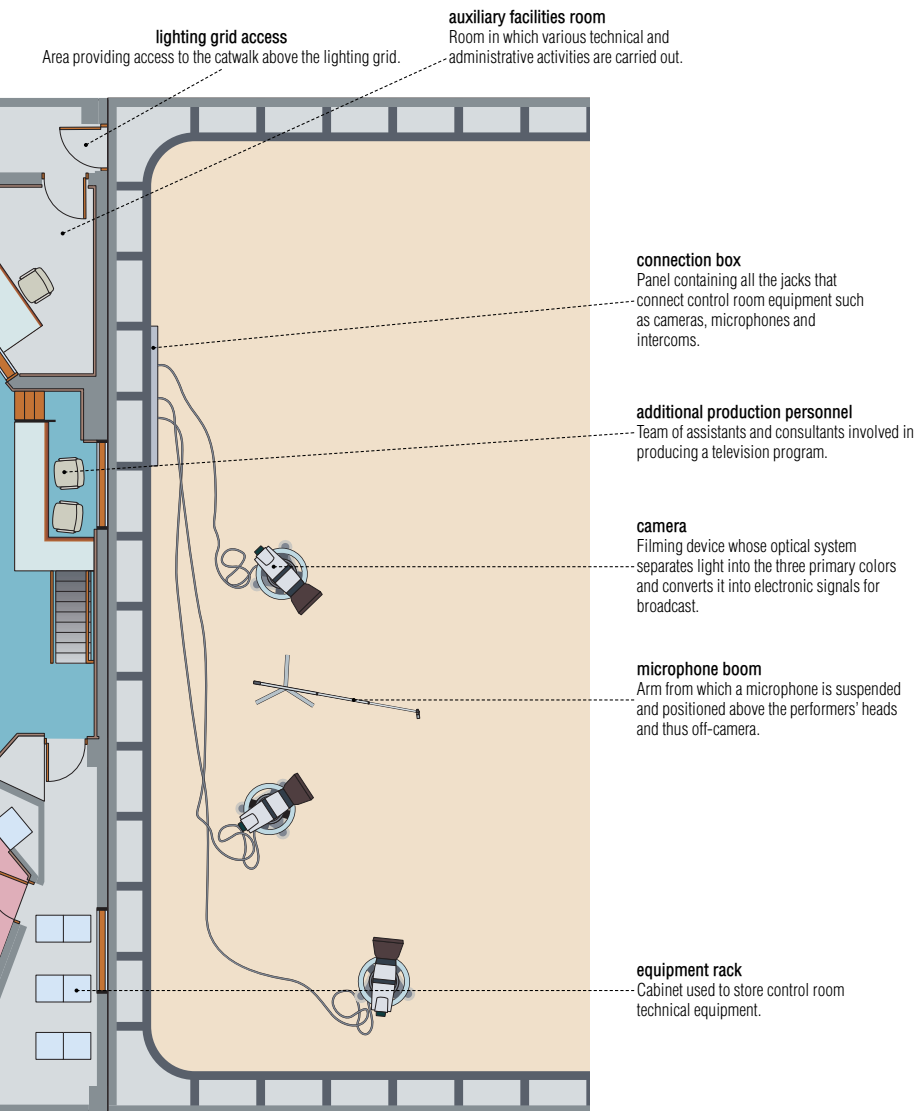 auxiliary facilities room
Room in which various technical and
administrative activities are carried out.
lighting grid access
Area providing access to the catwalk above the lighting grid.
connection box
Panel containing all the jacks that
connect control room equipment such
as cameras, microphones and
intercoms.
additional production personnel
Team of assistants and consultants involved in
producing a television program.
camera
Filming device whose optical system
separates light into the three primary colors
and converts it into electronic signals for
broadcast.
microphone boom
Arm from which a microphone is suspended
and positioned above the performers' heads
and thus off-camera.
equipment rack
Cabinet used to store control room
technical equipment.